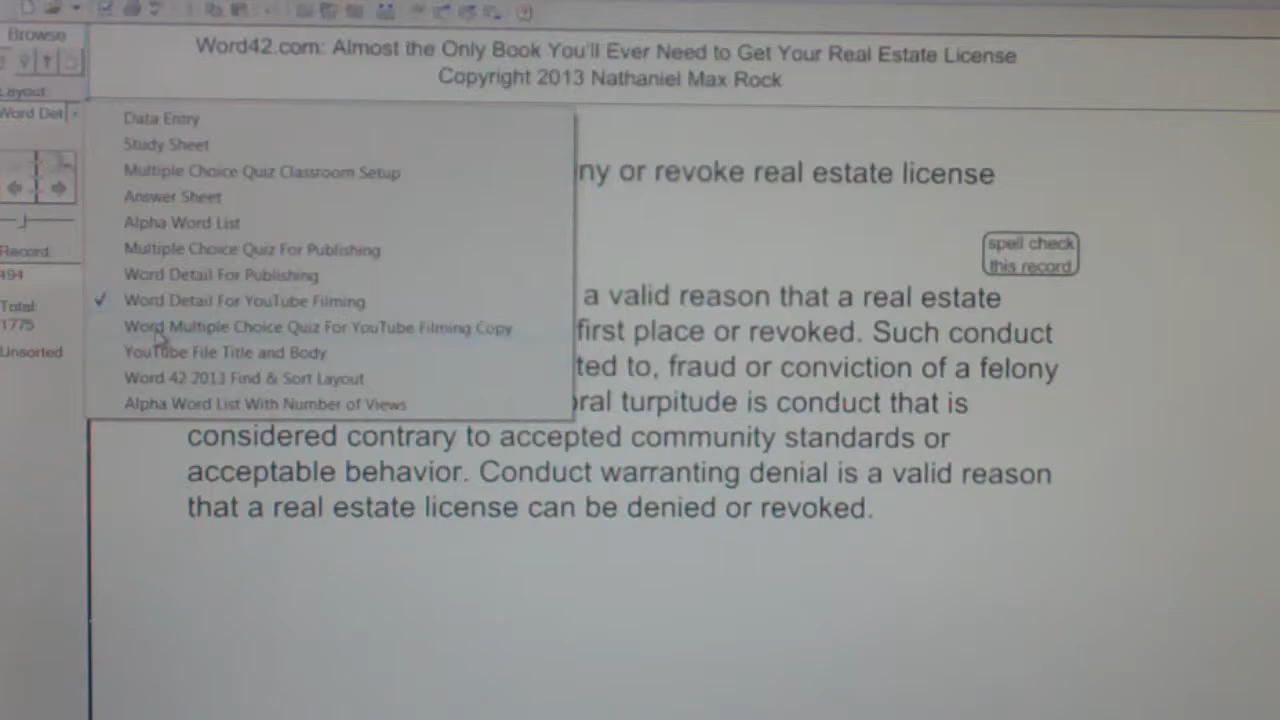 Browse
Word42.com: Almost the Only Book You'll Ever Need to Get Your Real Estate License
Copyright 2013 Nathaniel Max Rock
Layout:
Word Det
Data Entry
Study Sheet
Multiple Choice Quiz Classroom Setup
ny or revoke real estate license
Answer Sheet
Alpha Word List
Multiple Choice Quiz For Publishing
spell check
this record
Record:
494
Word Detail For Publishing
Word Detail For YouTube Filming
a valid reason that a real estate
Total:
1775
Word Multiple Choice Quiz For YouTube Filming Copy
first place or revoked. Such conduct
Unsorted
YouTube File Title and Body
ted to, fraud or conviction of a felony
Word 42 2013 Find & Sort Layout
Alpha Word List With Number of Views
oral turpitude is conduct that is
considered contrary to accepted community standards or
acceptable behavior. Conduct warranting denial is a valid reason
that a real estate license can be denied or revoked.